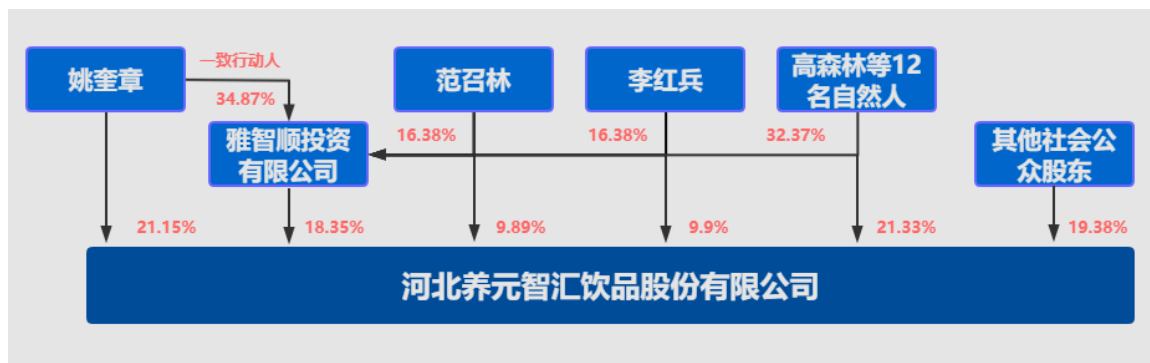 姚奎章
一致行动人
34.87%
范召林
李红兵
高森林等12
名自然人
雅智顺投资
有限公司
16.38%
16.38%
32.37%
其他社会公
众股东
21.15%
18.35%
9.89%
9.9%
21.33%
19.38%
河北养元智汇饮品股份有限公司